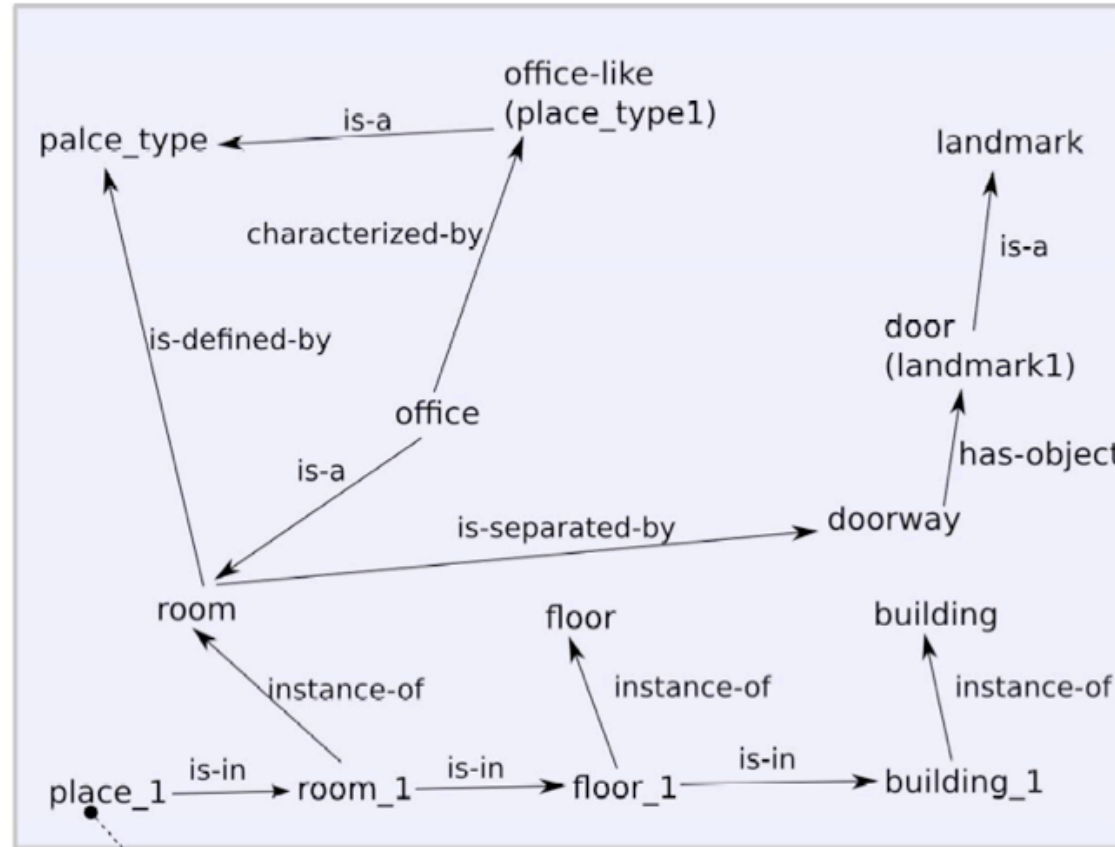 office-like
(place_type1)
is-a
palce_type
landmark
characterized-by
is-a
door
(landmark1)
is-defined-by
office
has-object
is-a
doorway
is-separated-by
room
floor
building
instance-of
instance-of
instance-of
is-in
is-in
is-in
place_1
room_1
floor_1
building_1